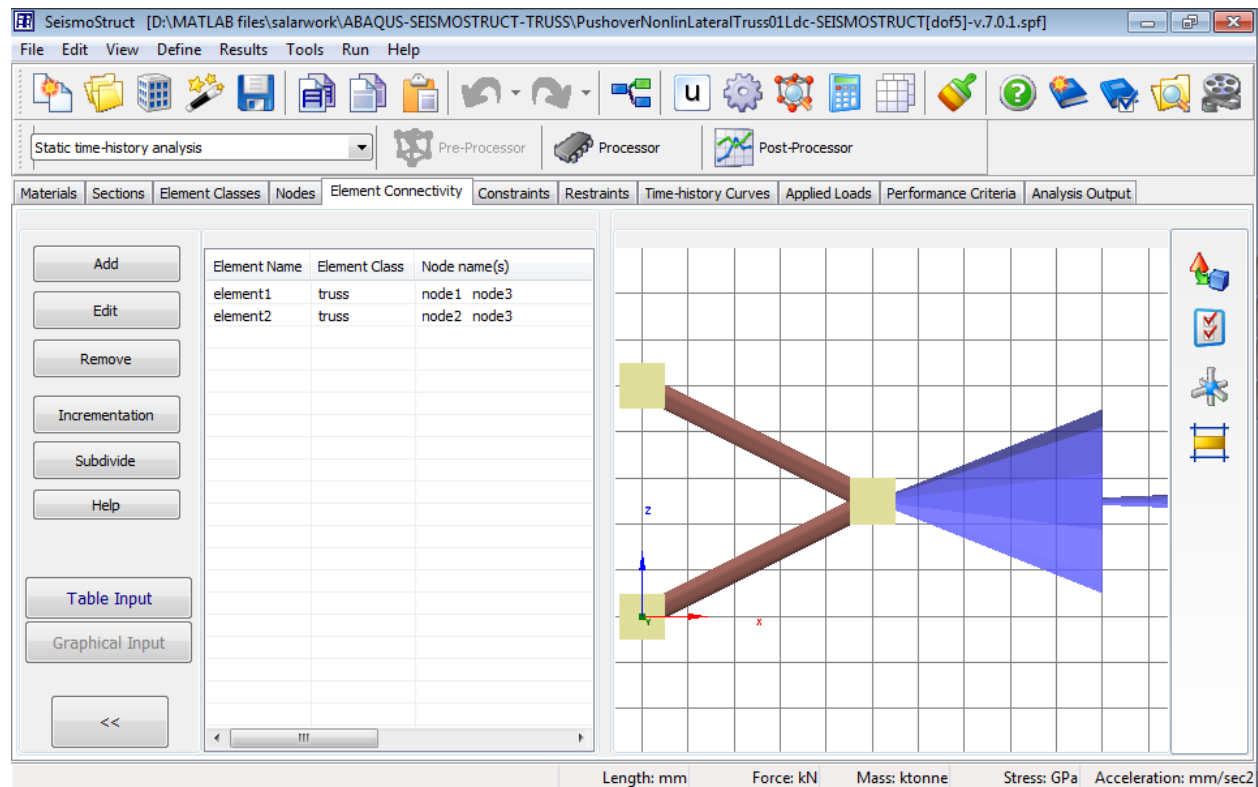 SeismoStruct [D:\MATLAB files\salarwork\ABAQUS-SEISMOSTRUCT-TRUSS\PushoverNonlinLateralTruss01Ldc-SEISMOSTRUCT[dof5]-v.7.0.1.spf]
File Edit View Define Results Tools Run Help
u
Static time-history analysis Pre-Processor Processor Post-Processor
Materials Sections Element Classes Nodes Element Connectivity Constraints Restraints Time-history Curves Applied Loads Performance Criteria Analysis Output
Add
Edit
Remove
Incrementation
Subdivide
Help
Table Input
Graphical Input
<<
Element Name Element Class Node name(s)
element1 truss node1 node3
element2 truss node2 node3
Z
Y
X
Length: mm Force: kN Mass: ktonne Stress: GPa Acceleration: mm/sec2